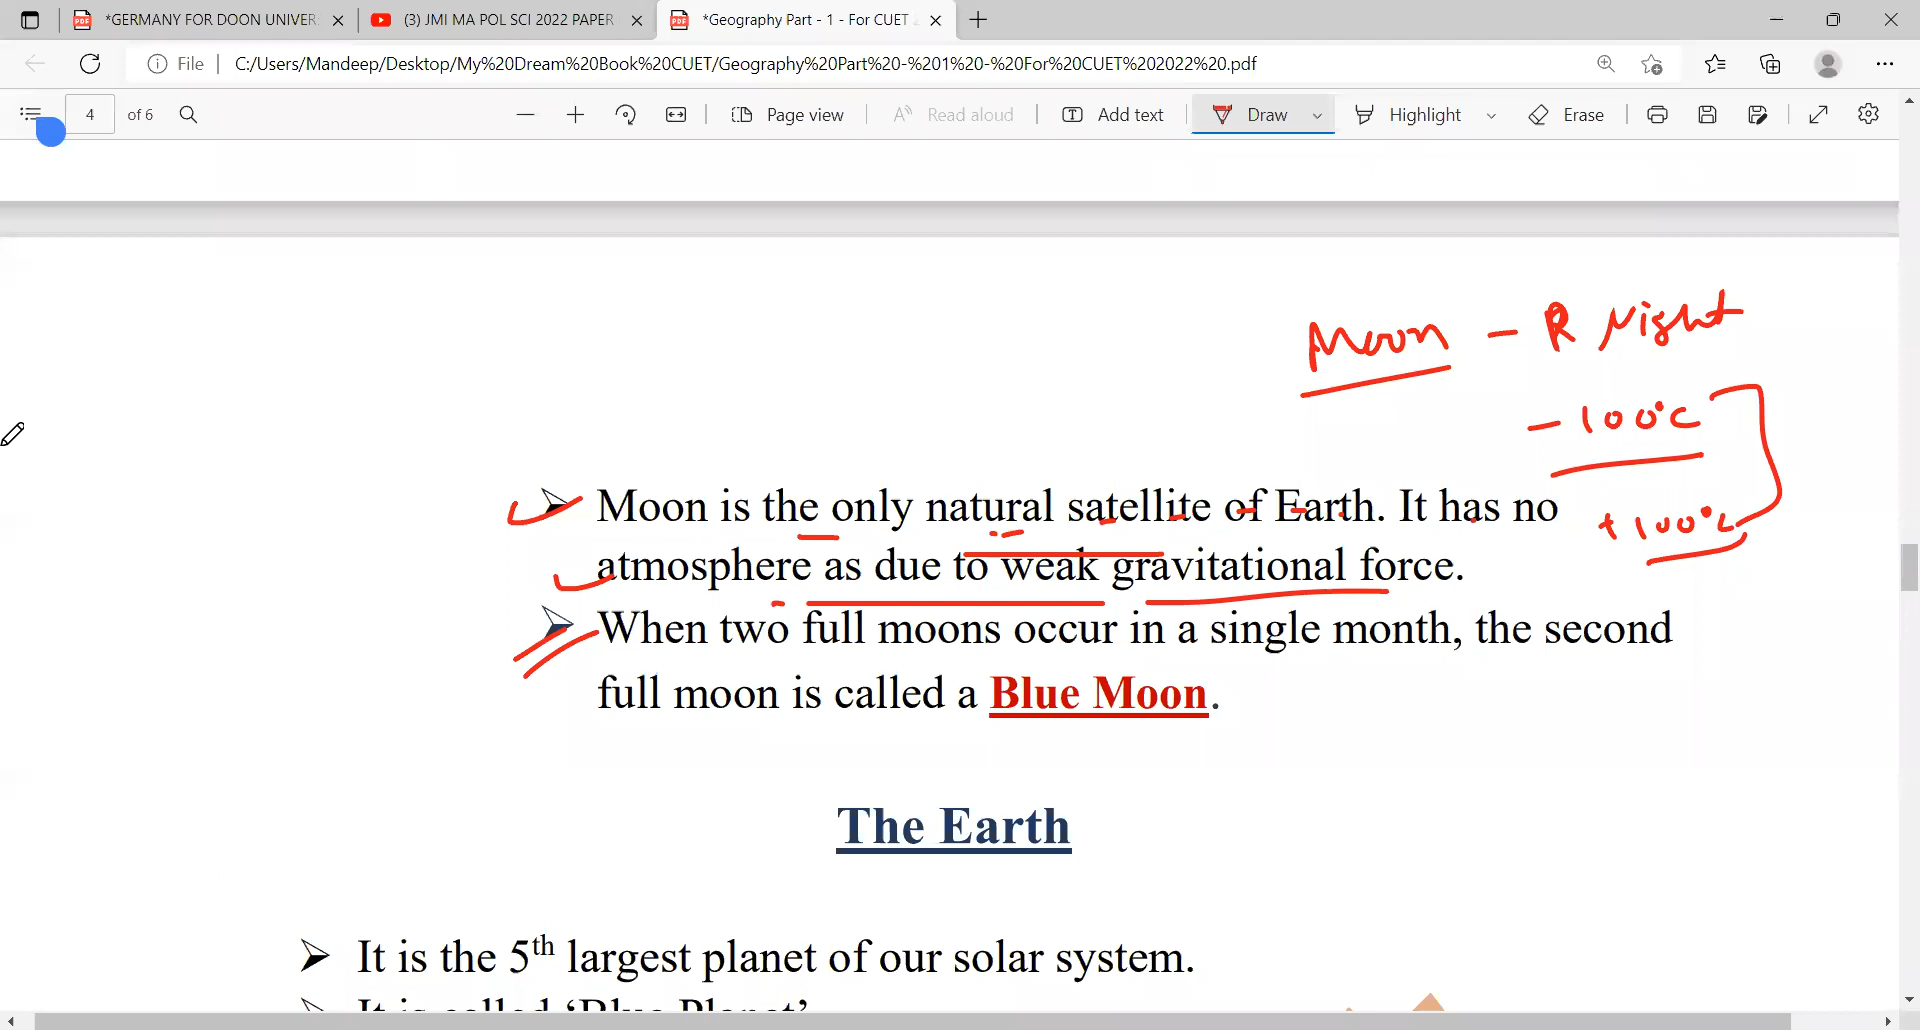 *GERMANY FOR DOON UNIVER
(3) JMI MA POL SCI 2022 PAPER
*Geography Part - 1 - For CUET
File
C:/Users/Mandeep/Desktop/My%20Dream%20Book%20CUET/Geography%20Part%20-%201%20-%20For%20CUET%202022%20.pdf
4 of 6
Page view
Read aloud
Add text
Draw
Highlight
Erase
Moon – R Night
– 100°C
+ 100°C
Moon is the only natural satellite of Earth. It has no
atmosphere as due to weak gravitational force.
When two full moons occur in a single month, the second
full moon is called a Blue Moon.
The Earth
It is the 5th largest planet of our solar system.
It is called ‘Blue Planet’